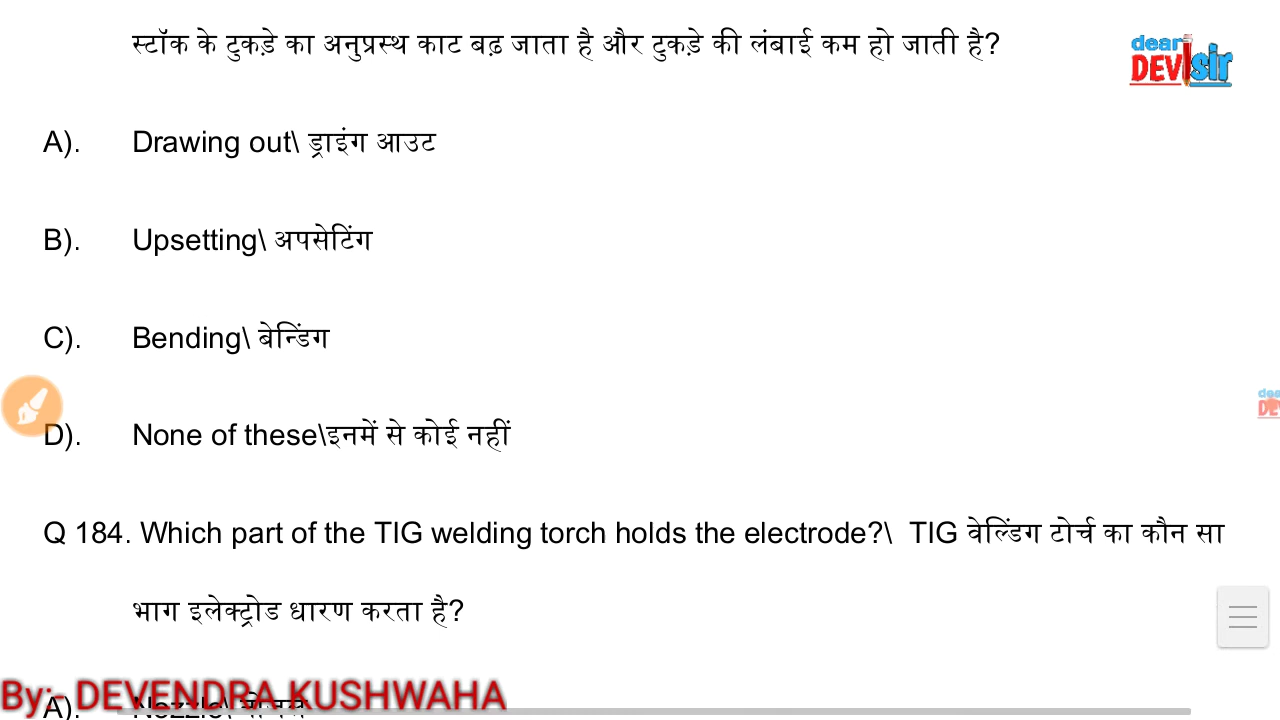 स्टॉक के टुकड़े का अनुप्रस्थ काट बढ़ जाता है और टुकड़े की लंबाई कम हो जाती है?
dear
DEV sir
A). Drawing out\ ड्राइंग आउट
B). Upsetting\ अपसेटिंग
C). Bending\ बेन्डिंग
D). None of these\इनमें से कोई नहीं
Q 184. Which part of the TIG welding torch holds the electrode?\ TIG वेल्डिंग टोर्च का कौन सा
भाग इलेक्ट्रोड धारण करता है?
By:- DEVENDRA KUSHWAHA
A). Nozzle\